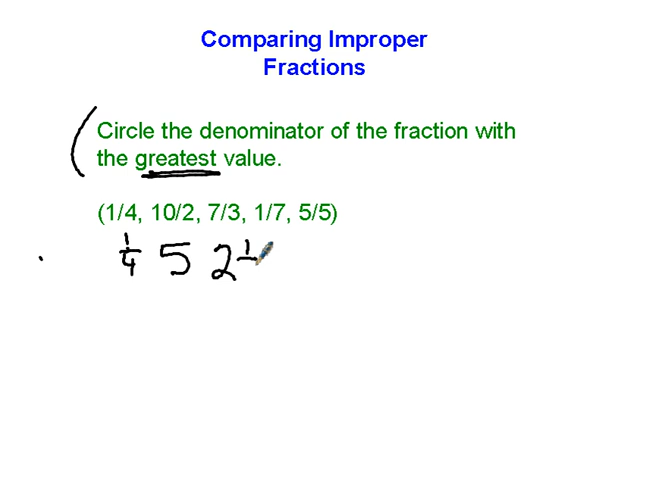 Comparing Improper
Fractions
Circle the denominator of the fraction with
the greatest value.
(1/4, 10/2, 7/3, 1/7, 5/5)
1/4 5 2 1/